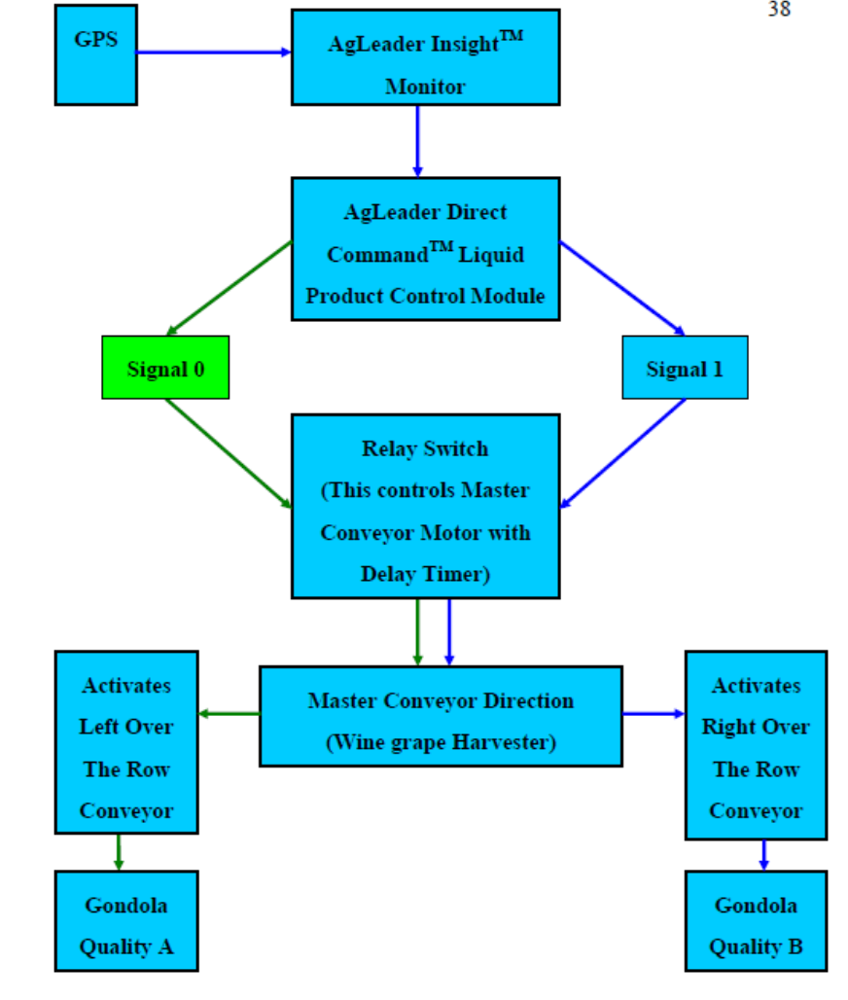 38
GPS
AgLeader Insight™
Monitor
AgLeader Direct
Command™ Liquid
Product Control Module
Signal 0
Signal 1
Relay Switch
(This controls Master
Conveyor Motor with
Delay Timer)
Master Conveyor Direction
(Wine grape Harvester)
Activates
Left Over
The Row
Conveyor
Activates
Right Over
The Row
Conveyor
Gondola
Quality A
Gondola
Quality B